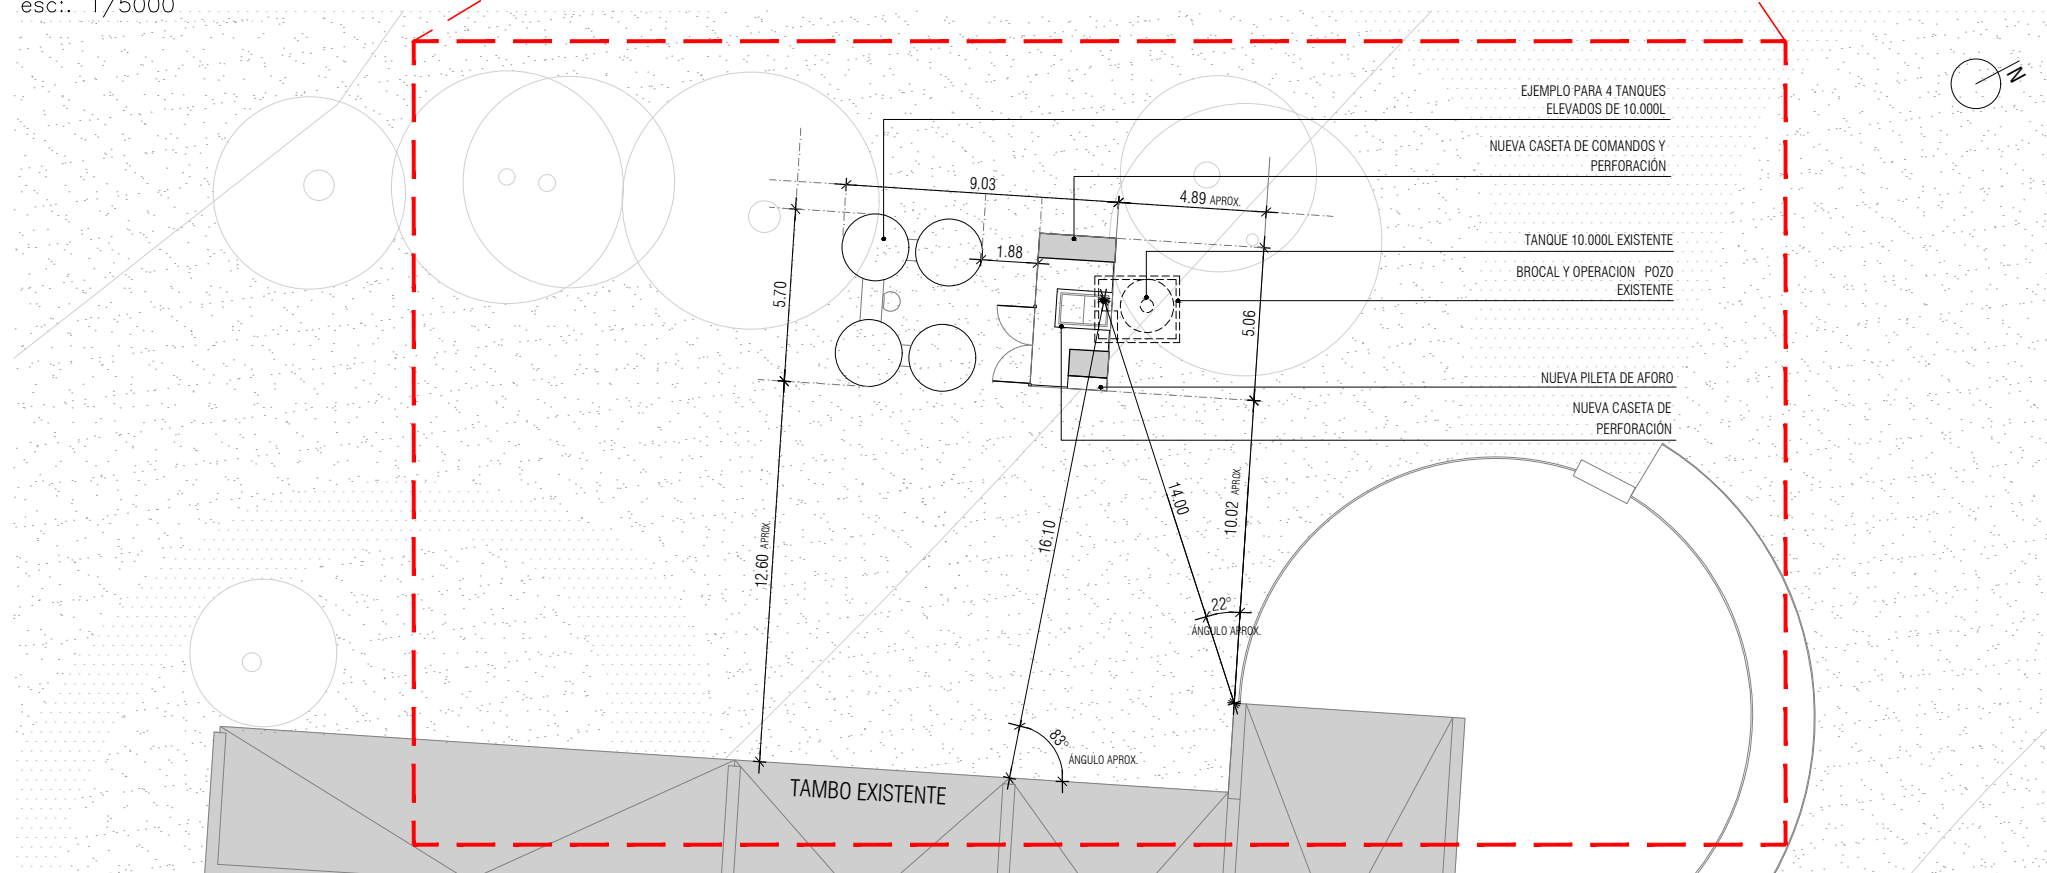 esc:. 1/5000
N
EJEMPLO PARA 4 TANQUES
ELEVADOS DE 10.000L
NUEVA CASETA DE COMANDOS Y
PERFORACIÓN
9.03
4.89 APROX.
TANQUE 10.000L EXISTENTE
1.88
BROCAL Y OPERACION POZO
EXISTENTE
5.70
5.06
NUEVA PILETA DE AFORO
NUEVA CASETA DE
PERFORACIÓN
14.00
10.02 APROX.
16.10
12.60 APROX.
22°
ÁNGULO APROX.
83°
ÁNGULO APROX.
TAMBO EXISTENTE